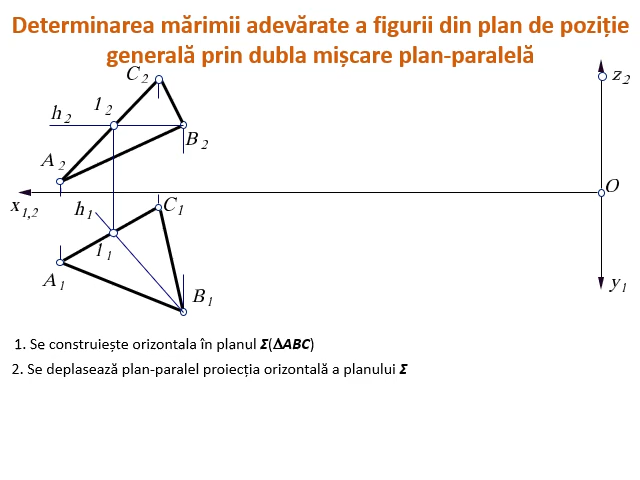 Determinarea mărimii adevărate a figurii din plan de poziție
generală prin dubla mișcare plan-paralelă
C2
z2
h2 12
B2
A2
O
x1,2
h1 C1
11
A1
y1
B1
1. Se construiește orizontala în planul Σ(∆ABC)
2. Se deplasează plan-paralel proiecția orizontală a planului Σ